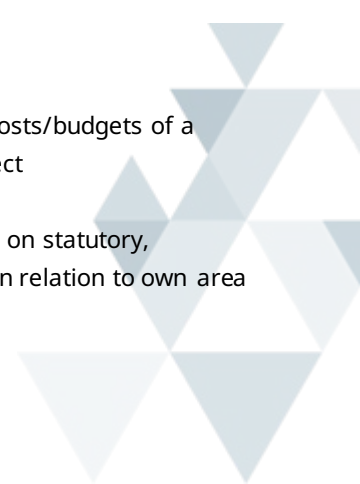 osts/budgets of a
ect
on statutory,
n relation to own area